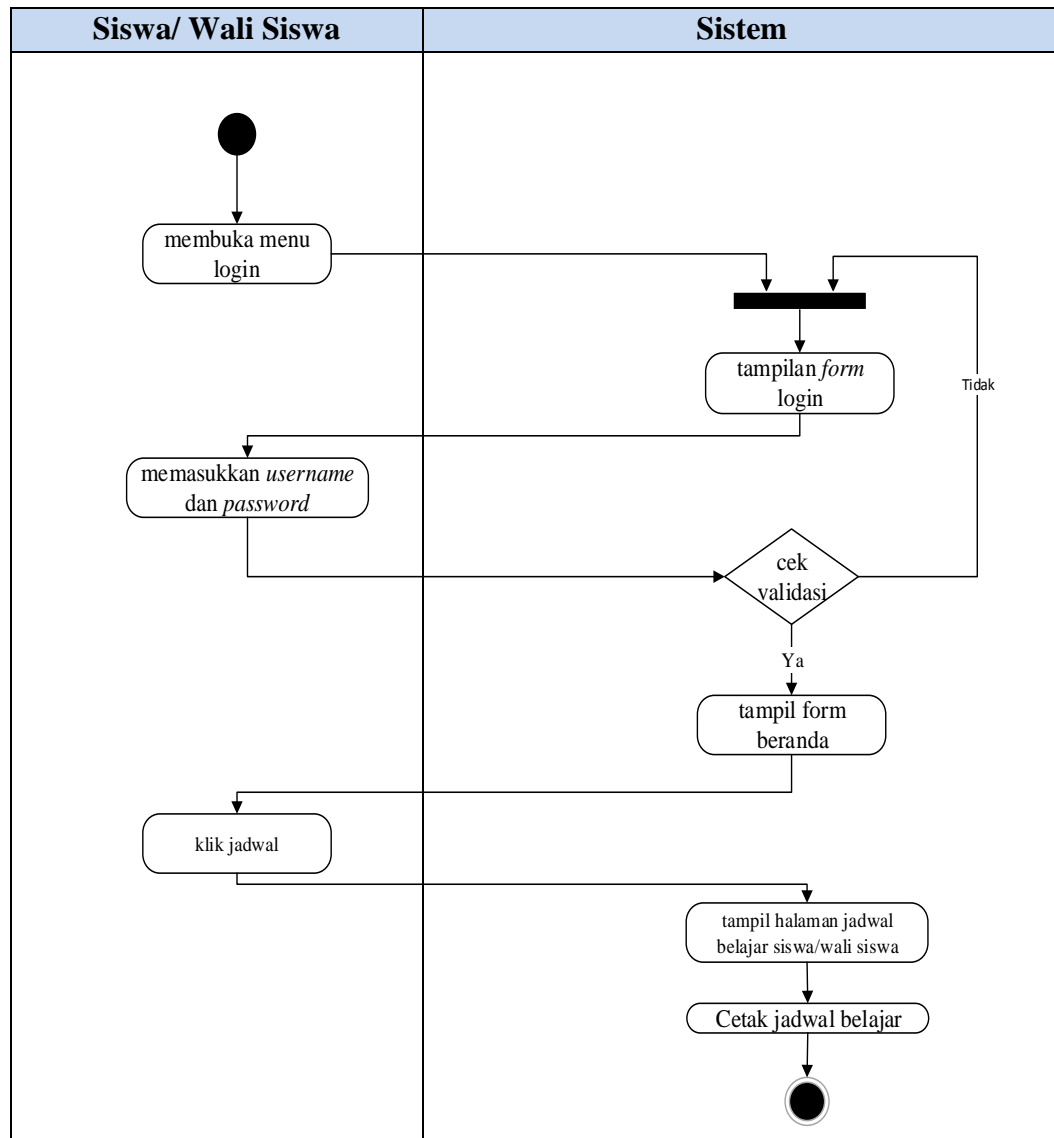 Siswa/ Wali Siswa
Sistem
membuka menu
login
tampilan form
login
Tidak
memasukkan username
dan password
cek
validasi
Ya
tampil form
beranda
klik jadwal
tampil halaman jadwal
belajar siswa/wali siswa
Cetak jadwal belajar